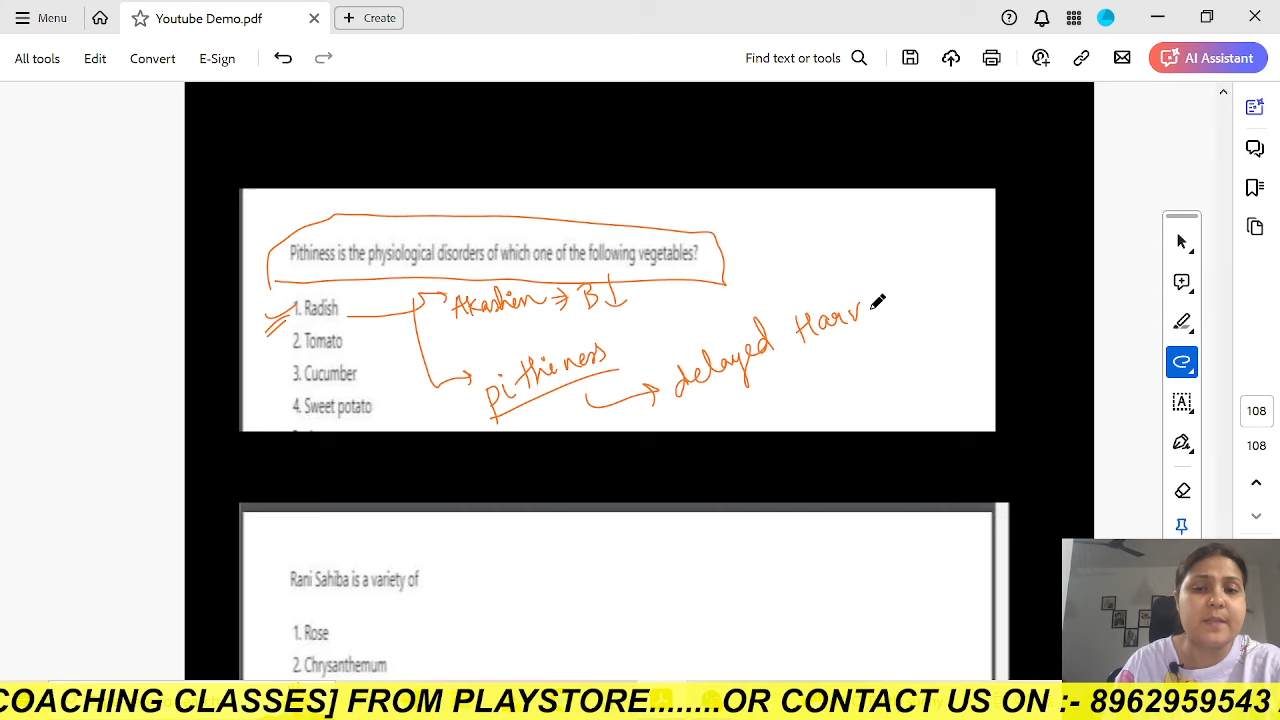 Menu
Youtube Demo.pdf
Create
All tools
Edit
Convert
E-Sign
Find text or tools
AI Assistant
Pithiness is the physiological disorders of which one of the following vegetables?
1. Radish
Akashin → B↓
2. Tomato
3. Cucumber
4. Sweet potato
pithieness
delayed Harv
108
108
Rani Sahiba is a variety of
1. Rose
2. Chrysanthemum
COACHING CLASSES] FROM PLAYSTORE........OR CONTACT US ON :- 8962959543